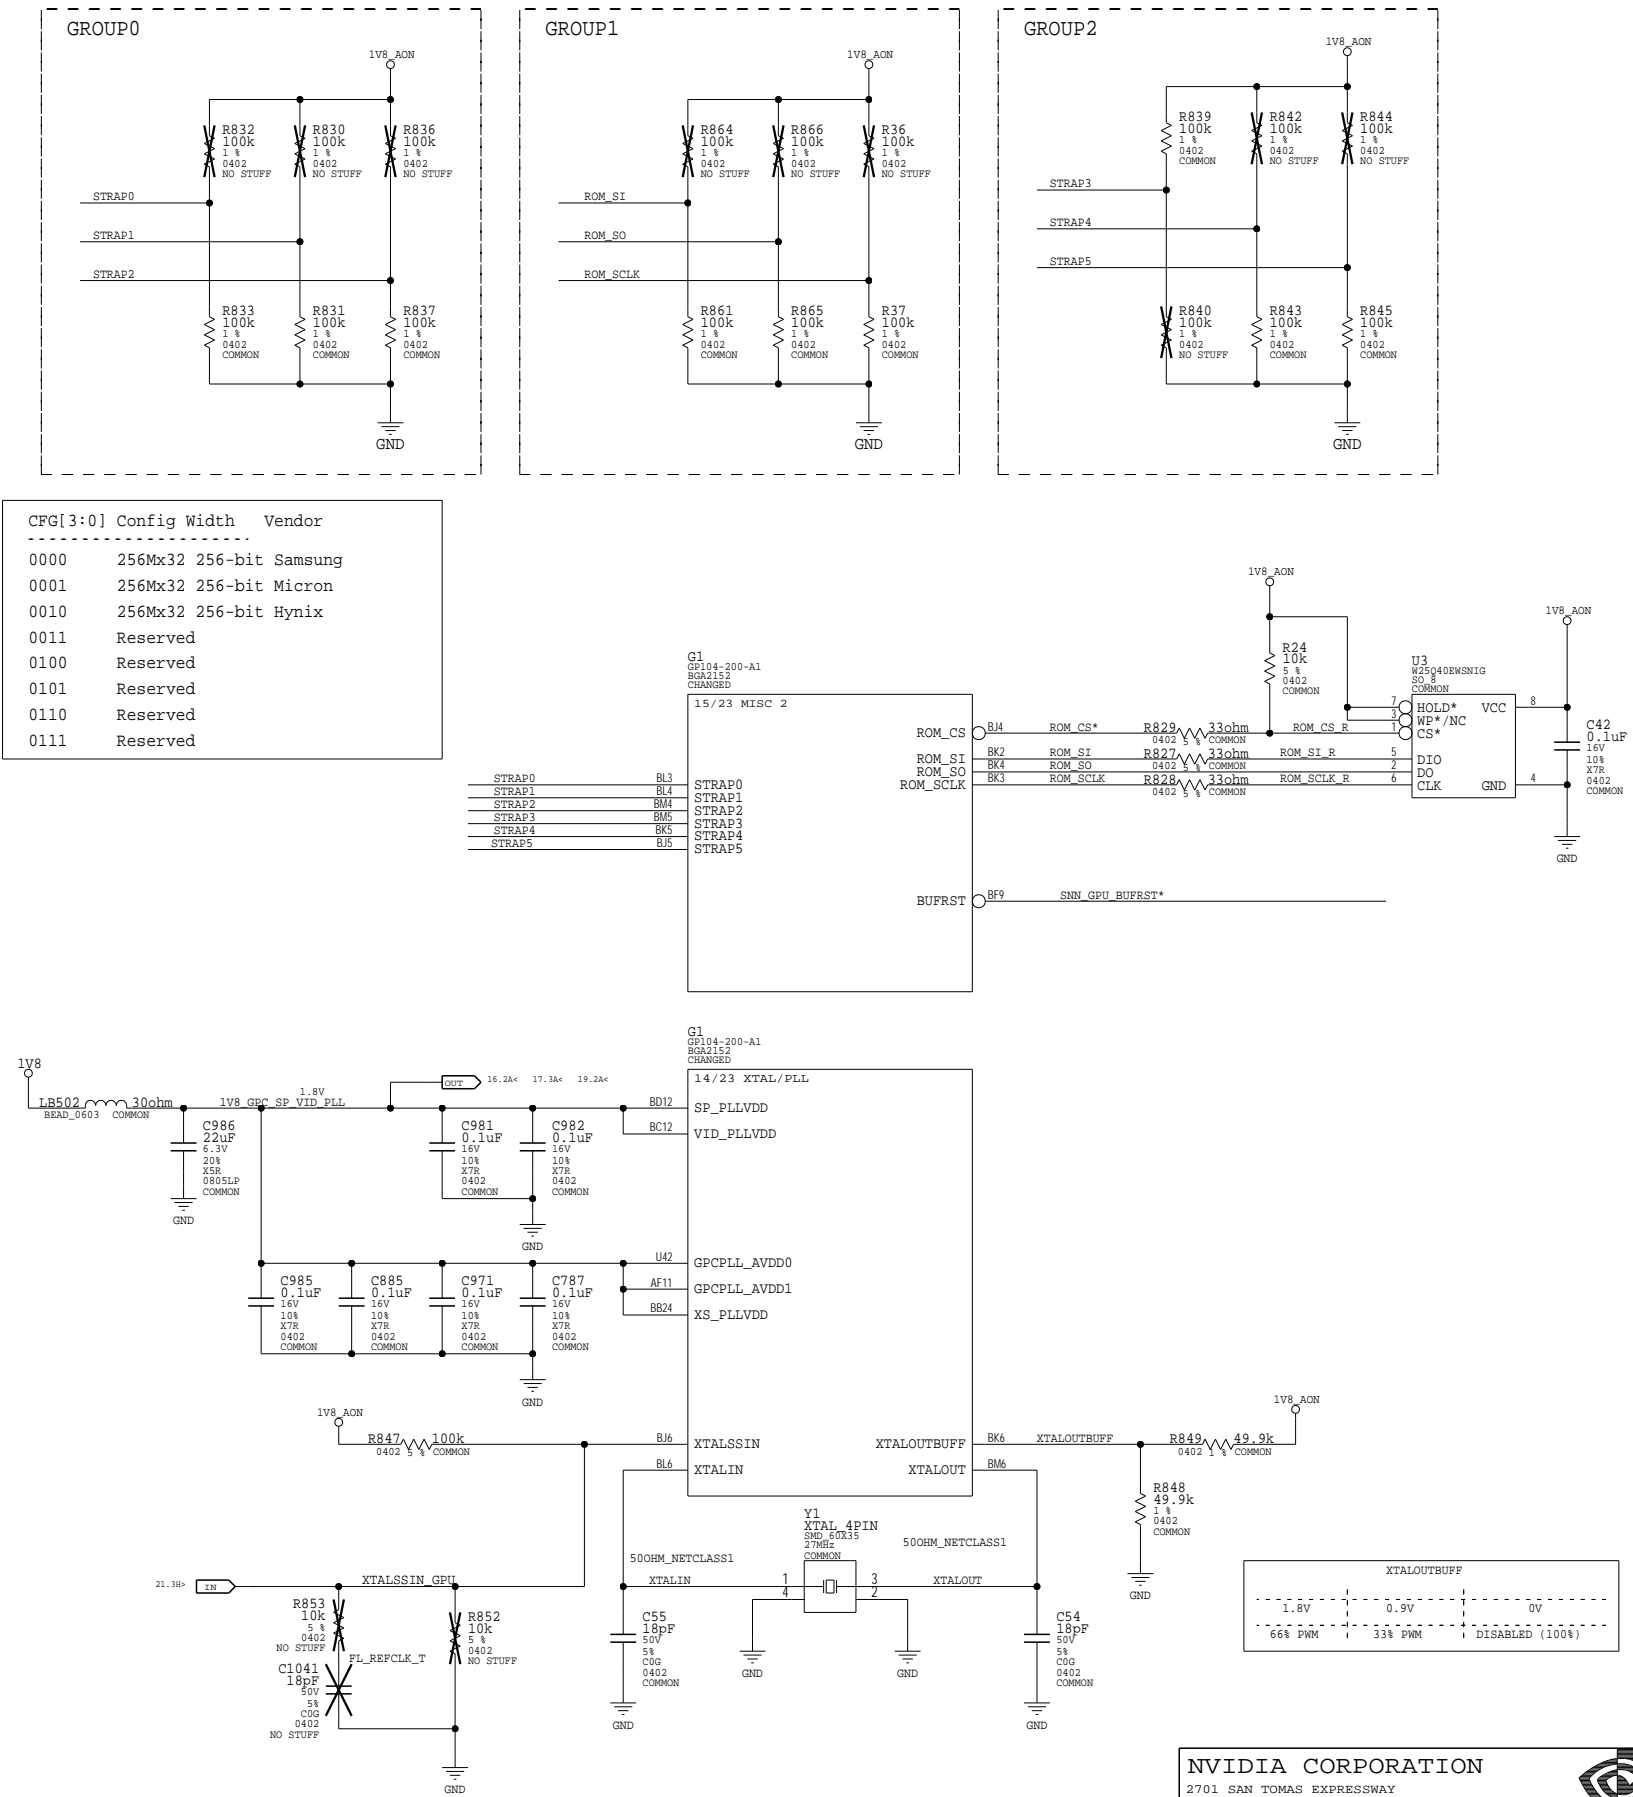 GROUP0
1V8_AON
R832
100k
1 %
0402
NO STUFF
R830
100k
1 %
0402
NO STUFF
R836
100k
1 %
0402
NO STUFF
STRAP0
STRAP1
STRAP2
R833
100k
1 %
0402
COMMON
R831
100k
1 %
0402
COMMON
R837
100k
1 %
0402
COMMON
GND
GROUP1
1V8_AON
R864
100k
1 %
0402
NO STUFF
R866
100k
1 %
0402
NO STUFF
R36
100k
1 %
0402
NO STUFF
ROM_SI
ROM_SO
ROM_SCLK
R861
100k
1 %
0402
COMMON
R865
100k
1 %
0402
COMMON
R37
100k
1 %
0402
COMMON
GND
GROUP2
1V8_AON
R839
100k
1 %
0402
COMMON
R842
100k
1 %
0402
NO STUFF
R844
100k
1 %
0402
NO STUFF
STRAP3
STRAP4
STRAP5
R840
100k
1 %
0402
NO STUFF
R843
100k
1 %
0402
COMMON
R845
100k
1 %
0402
COMMON
GND
CFG[3:0] Config Width Vendor
0000 256Mx32 256-bit Samsung
0001 256Mx32 256-bit Micron
0010 256Mx32 256-bit Hynix
0011 Reserved
0100 Reserved
0101 Reserved
0110 Reserved
0111 Reserved
G1
GP104-200-A1
BGA2152
CHANGED
15/23 MISC 2
STRAP0 BL3 STRAP0
STRAP1 BL4 STRAP1
STRAP2 BM4 STRAP2
STRAP3 BM5 STRAP3
STRAP4 BK5 STRAP4
STRAP5 BJ5 STRAP5
ROM_CS BJ4 ROM_CS* R829 33ohm ROM_CS_R
0402 5 % COMMON
ROM_SI BK2 ROM_SI R827 33ohm ROM_SI_R
0402 5 % COMMON
ROM_SO BK4 ROM_SO
ROM_SCLK BK3 ROM_SCLK R828 33ohm ROM_SCLK_R
0402 5 % COMMON
BUFRST BF9 SNN_GPU_BUFRST*
1V8_AON
R24
10k
5 %
0402
COMMON
U3
W25Q40EWSNIG
SO_8
COMMON
7 HOLD* VCC 8
3 WP*/NC
1 CS*
5 DIO
2 DO
6 CLK GND 4
1V8_AON
C42
0.1uF
16V
10%
X7R
0402
COMMON
GND
G1
GP104-200-A1
BGA2152
CHANGED
14/23 XTAL/PLL
1V8
LB502 30ohm
BEAD_0603 COMMON
1.8V
1V8_GPC_SP_VID_PLL
OUT 16.2A< 17.3A< 19.2A<
C986
22uF
6.3V
20%
X5R
0805LP
COMMON
GND
C981
0.1uF
16V
10%
X7R
0402
COMMON
C982
0.1uF
16V
10%
X7R
0402
COMMON
GND
BD12 SP_PLLVDD
BC12 VID_PLLVDD
U42 GPCPLL_AVDD0
AF11 GPCPLL_AVDD1
BB24 XS_PLLVDD
C985
0.1uF
16V
10%
X7R
0402
COMMON
C885
0.1uF
16V
10%
X7R
0402
COMMON
C971
0.1uF
16V
10%
X7R
0402
COMMON
C787
0.1uF
16V
10%
X7R
0402
COMMON
GND
1V8_AON
R847 100k
0402 5 % COMMON
BJ6 XTALSSIN
BL6 XTALIN
XTALOUTBUFF BK6 XTALOUTBUFF
XTALOUT BM6
R849 49.9k
0402 1 % COMMON
1V8_AON
R848
49.9k
1 %
0402
COMMON
GND
Y1
XTAL_4PIN
SMD_60X35
27MHz
COMMON
50OHM_NETCLASS1
50OHM_NETCLASS1
XTALIN 1 3 XTALOUT
4 2
GND
GND
C55
18pF
50V
5%
C0G
0402
COMMON
GND
C54
18pF
50V
5%
C0G
0402
COMMON
GND
21.3H> IN XTALSSIN_GPU
R853
10k
5 %
0402
NO STUFF
FL_REFCLK_T
C1041
18pF
50V
5%
C0G
0402
NO STUFF
R852
10k
5 %
0402
NO STUFF
GND
XTALOUTBUFF
1.8V 0.9V 0V
66% PWM 33% PWM DISABLED (100%)
NVIDIA CORPORATION
2701 SAN TOMAS EXPRESSWAY